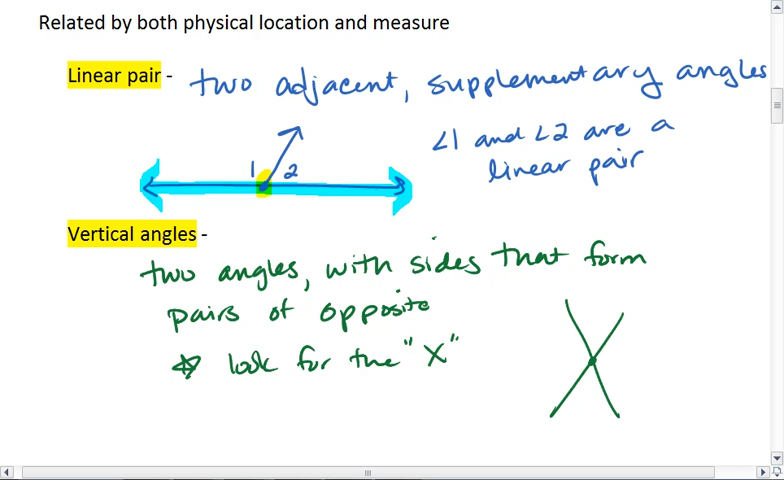 Related by both physical location and measure
Linear pair - two adjacent, supplementary angles
∠1 and ∠2 are a
linear pair
1 2
Vertical angles -
two angles, with sides that form
pairs of opposite
☆ look for the "X"